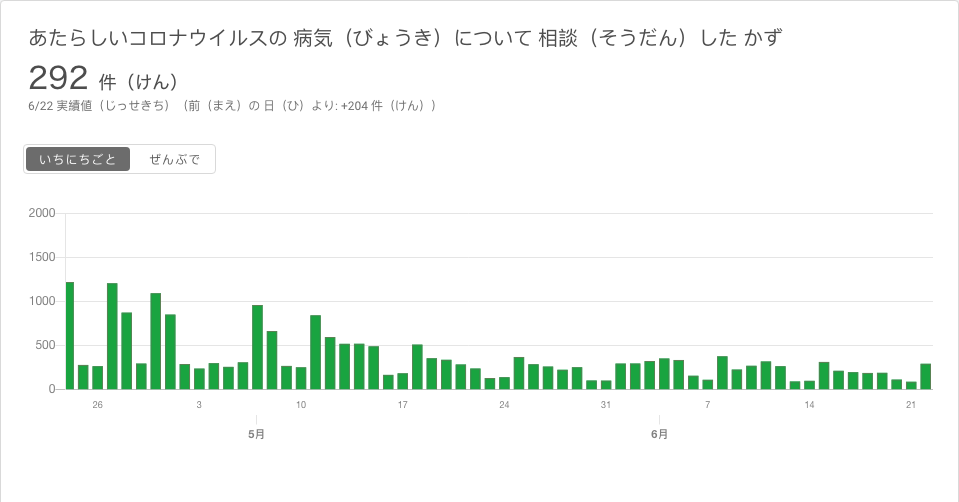 あたらしいコロナウイルスの 病気（びょうき）について 相談（そうだん）した かず
292 件（けん）
6/22 実績値（じっせきち）（前（まえ）の 日（ひ）より: +204 件（けん））
いちにちごと ぜんぶで
2000
1500
1000
500
0
26 3 10 17 24 31 7 14 21
5月 6月